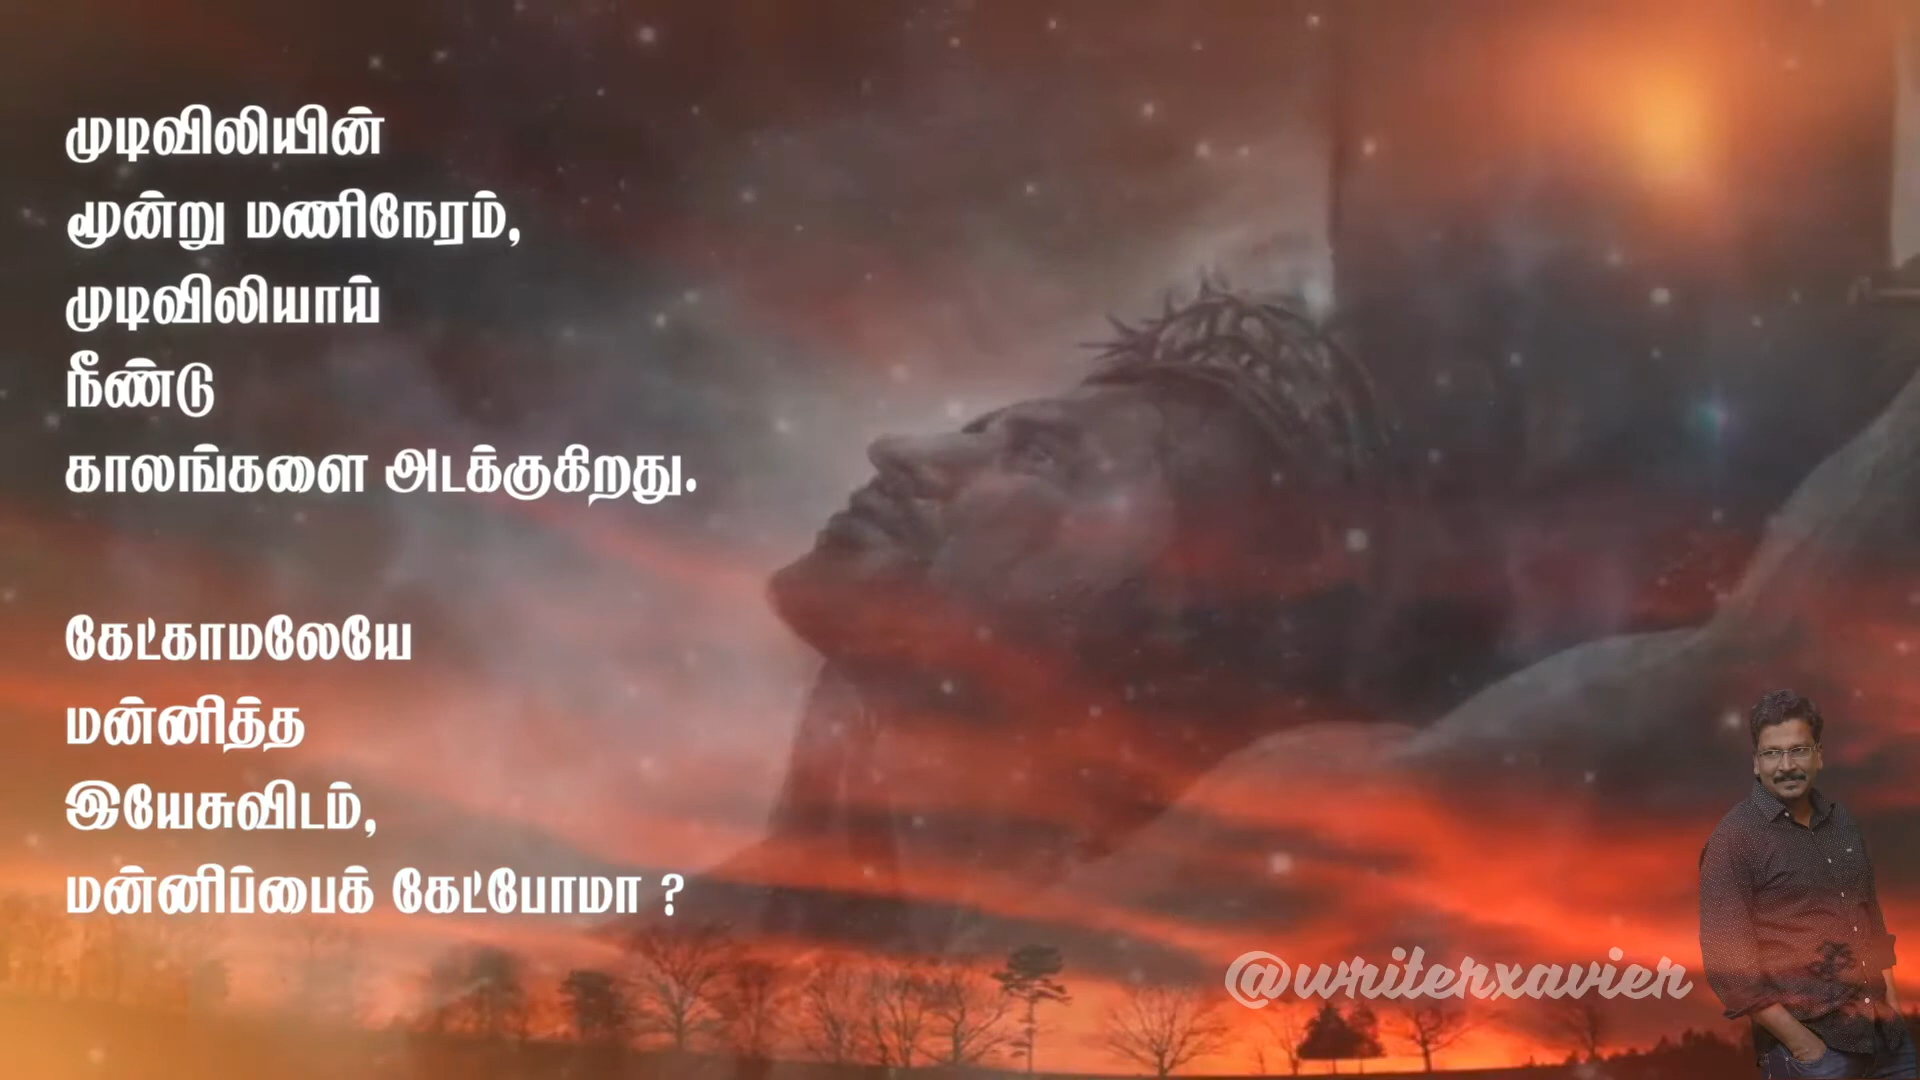 முடிவிலியின்
மூன்று மணிநேரம்,
முடிவிலியாய்
நீண்டு
காலங்களை அடக்குகிறது.
கேட்காமலேயே
மன்னித்த
இயேசுவிடம்,
மன்னிப்பைக் கேட்போமா ?
@writerxavier